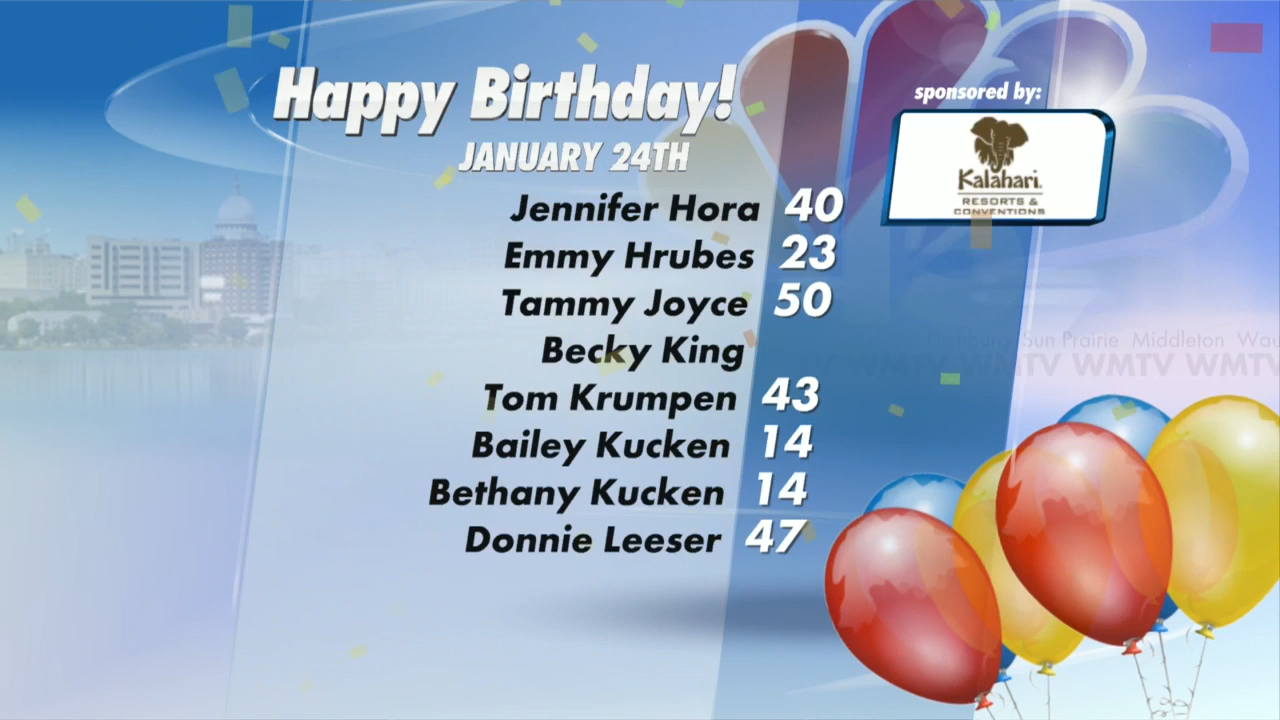 Happy Birthday!
JANUARY 24TH
sponsored by:
Kalahari.
RESORTS &
CONVENTIONS
Jennifer Hora 40
Emmy Hrubes 23
Tammy Joyce 50
Becky King
Tom Krumpen 43
Bailey Kucken 14
Bethany Kucken 14
Donnie Leeser 47
Sun Prairie Middleton
WMTV WMTV WMTV WMTV